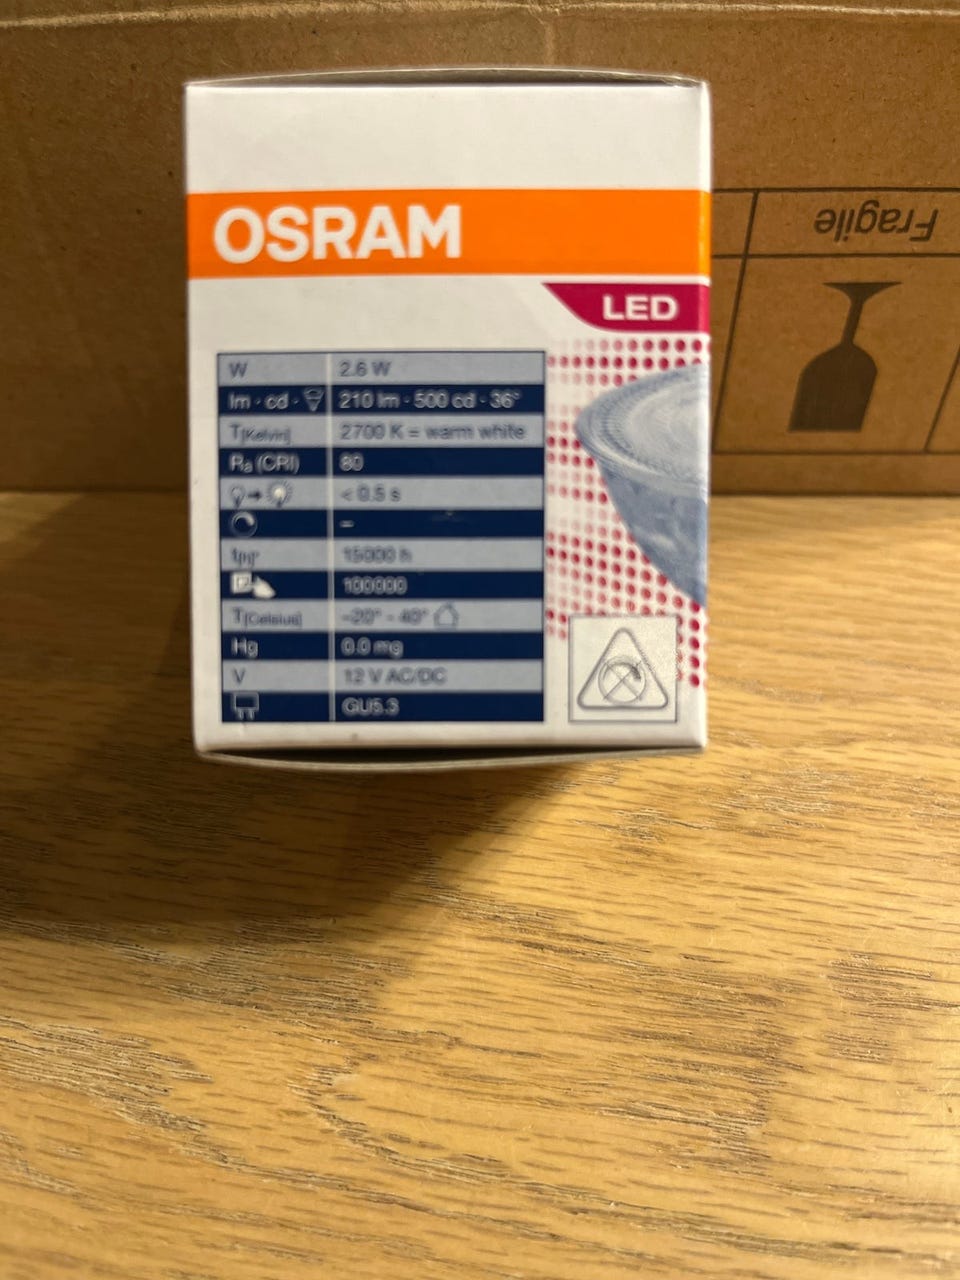 OSRAM
LED
W 2.6 W
lm · cd · 210 lm · 500 cd · 36°
T[Kelvin] 2700 K = warm white
Ra (CRI) 80
< 0.5 s
–
t[h] 15000 h
100000
T[Celsius] -20° - 40°
Hg 0.0 mg
V 12 V AC/DC
GU5.3
Fragile